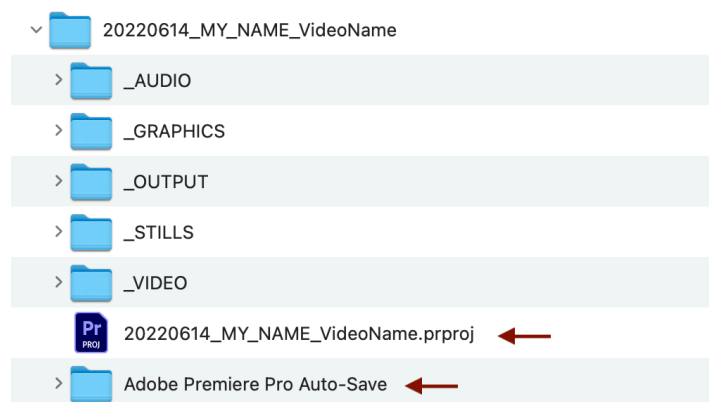 20220614_MY_NAME_VideoName
_AUDIO
_GRAPHICS
_OUTPUT
_STILLS
_VIDEO
Pr
PROJ
20220614_MY_NAME_VideoName.prproj
Adobe Premiere Pro Auto-Save